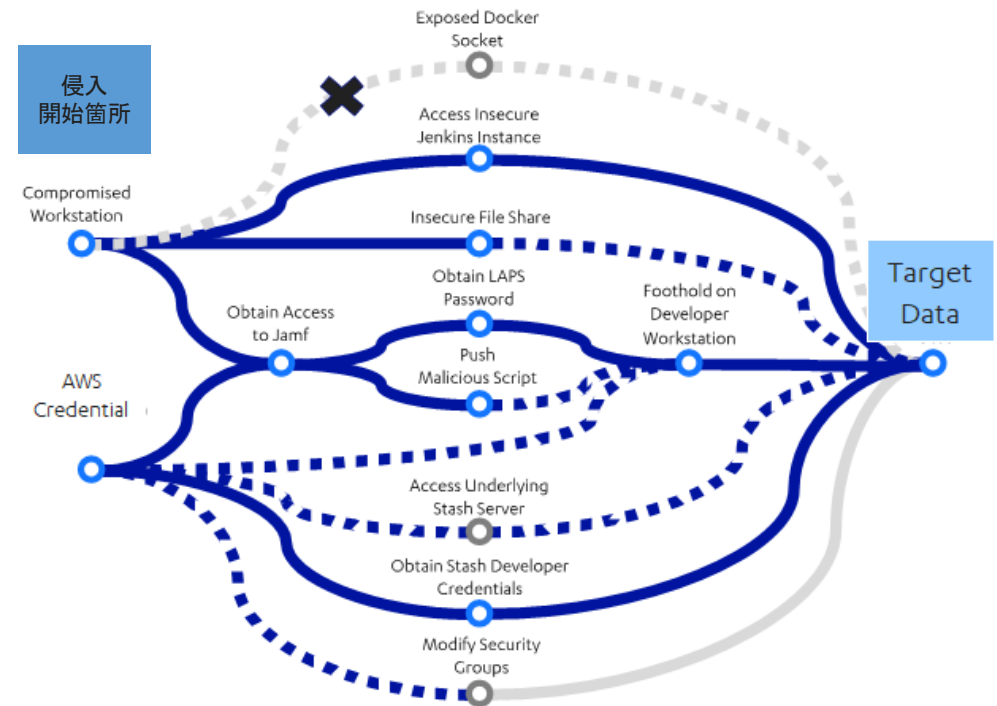 Exposed Docker
Socket
侵入
開始箇所
Access Insecure
Jenkins Instance
Compromised
Workstation
Insecure File Share
Obtain LAPS
Password
Foothold on
Developer
Workstation
Target
Data
Obtain Access
to Jamf
Push
Malicious Script
AWS
Credential
Access Underlying
Stash Server
Obtain Stash Developer
Credentials
Modify Security
Groups